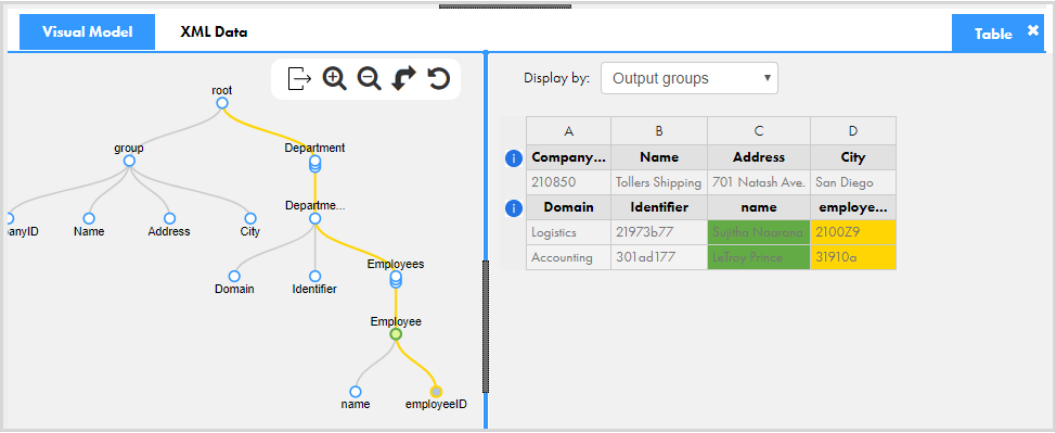 Visual Model
XML Data
Table
root
group
Department
Departme...
anyID
Name
Address
City
Domain
Identifier
Employees
Employee
name
employeeID
Display by:
Output groups
A B C D
Company... Name Address City
210850 Tollers Shipping 701 Natash Ave. San Diego
Domain Identifier name employe...
Logistics 21973b77 Sujitha Naarana 2100Z9
Accounting 301ad177 LeTroy Prince 31910a